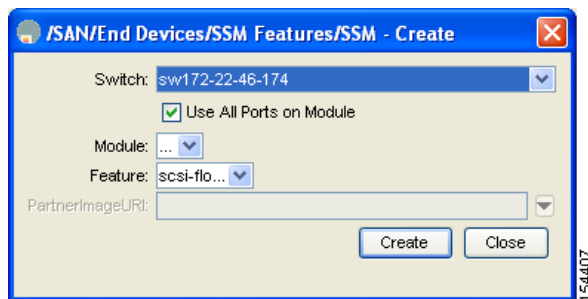 /SAN/End Devices/SSM Features/SSM - Create
Switch: sw172-22-46-174
Use All Ports on Module
Module: ...
Feature: scsi-flo...
PartnerImageURI:
Create Close
154407